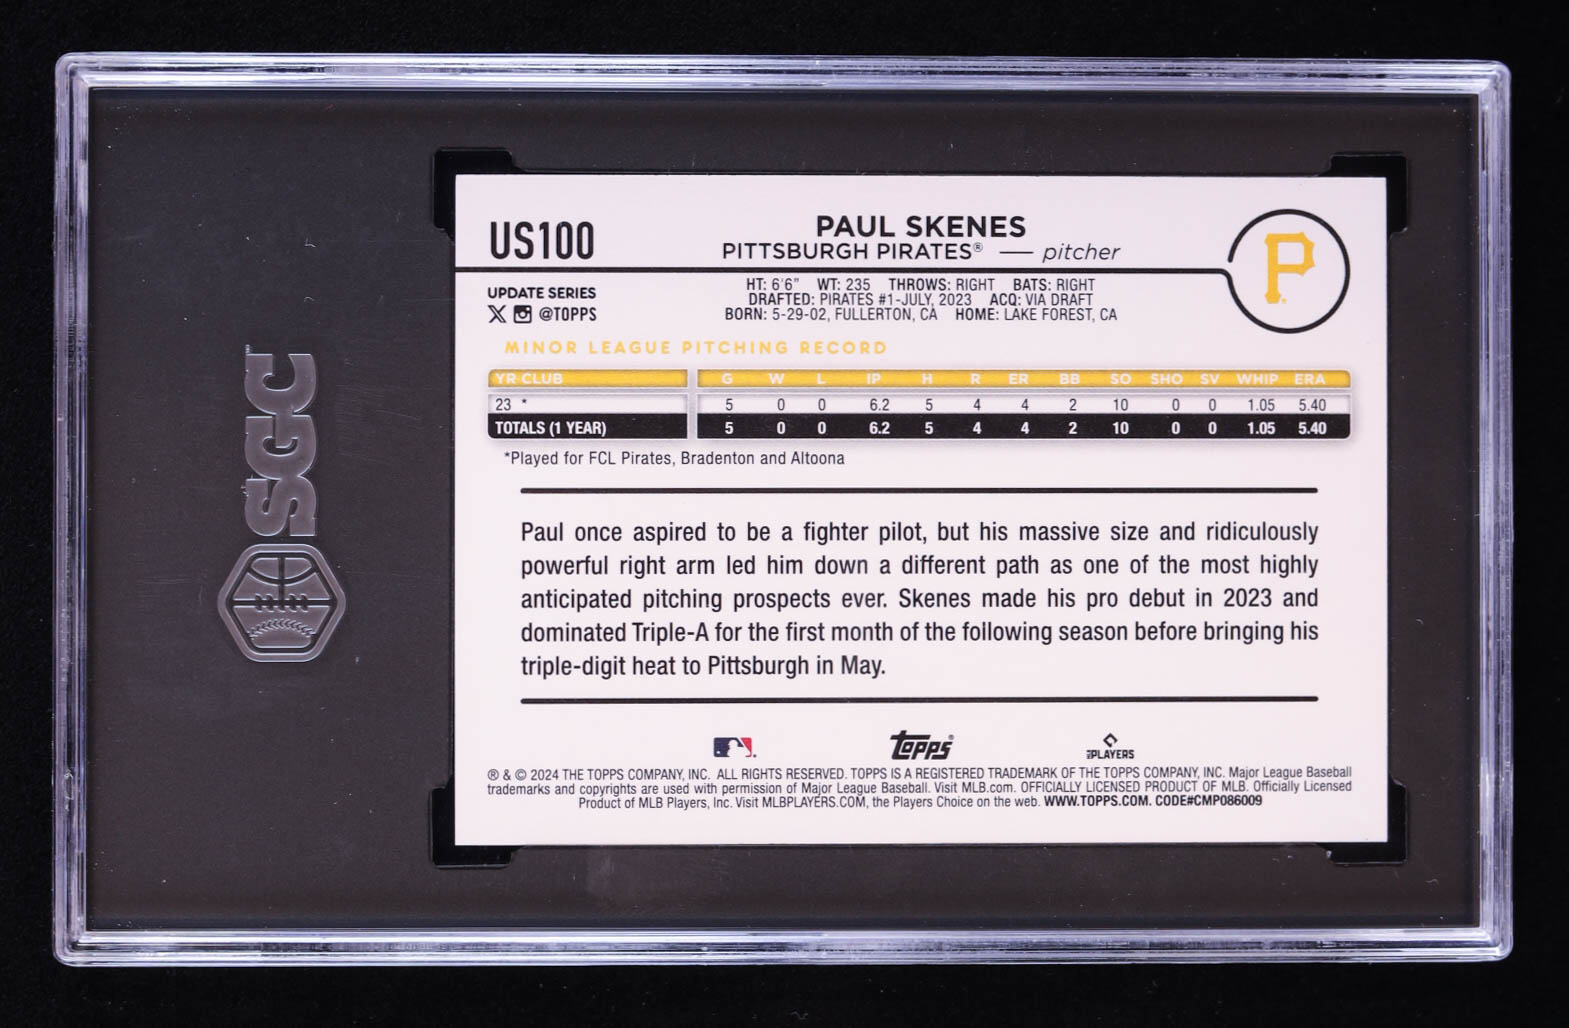 SGC
US100
PAUL SKENES
PITTSBURGH PIRATES® — pitcher
P
UPDATE SERIES
@TOPPS
HT: 6'6" WT: 235 THROWS: RIGHT BATS: RIGHT
DRAFTED: PIRATES #1-JULY, 2023 ACQ: VIA DRAFT
BORN: 5-29-02, FULLERTON, CA HOME: LAKE FOREST, CA
MINOR LEAGUE PITCHING RECORD
YR CLUB G W L IP H R ER BB SO SHO SV WHIP ERA
23 * 5 0 0 6.2 5 4 4 2 10 0 0 1.05 5.40
TOTALS (1 YEAR) 5 0 0 6.2 5 4 4 2 10 0 0 1.05 5.40
*Played for FCL Pirates, Bradenton and Altoona
Paul once aspired to be a fighter pilot, but his massive size and ridiculously
powerful right arm led him down a different path as one of the most highly
anticipated pitching prospects ever. Skenes made his pro debut in 2023 and
dominated Triple-A for the first month of the following season before bringing his
triple-digit heat to Pittsburgh in May.
Topps®
PLAYERS
® & © 2024 THE TOPPS COMPANY, INC. ALL RIGHTS RESERVED. TOPPS IS A REGISTERED TRADEMARK OF THE TOPPS COMPANY, INC. Major League Baseball
trademarks and copyrights are used with permission of Major League Baseball. Visit MLB.com. OFFICIALLY LICENSED PRODUCT OF MLB. Officially Licensed
Product of MLB Players, Inc. Visit MLBPLAYERS.COM, the Players Choice on the web. WWW.TOPPS.COM. CODE#CMP086009